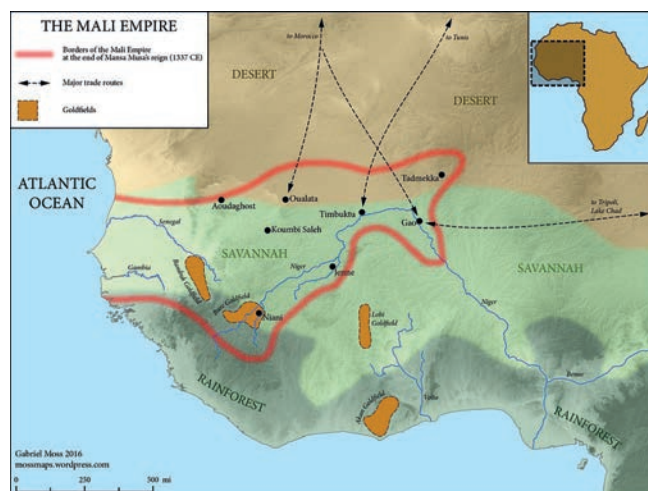 THE MALI EMPIRE
Borders of the Mali Empire
at the end of Mansa Musa's reign (1337 CE)
Major trade routes
Goldfields
to Morocco
to Tunis
DESERT
DESERT
ATLANTIC
OCEAN
Tadmekka
Aoudaghost
Oualata
Timbuktu
Gao
to Tripoli,
Lake Chad
Koumbi Saleh
Senegal
SAVANNAH
SAVANNAH
Gambia
Bambuk Goldfield
Niger
Jenne
Bure Goldfield
Niani
Lobi
Goldfield
Niger
Benue
RAINFOREST
RAINFOREST
Akan Goldfield
Volta
Gabriel Moss 2016
mossmaps.wordpress.com
0
250
500
mi